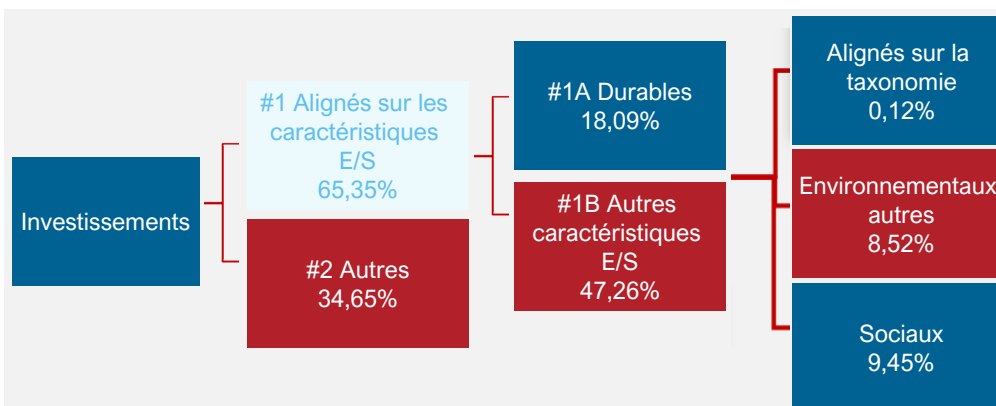 Investissements
#1 Alignés sur les
caractéristiques
E/S
65,35%
#2 Autres
34,65%
#1A Durables
18,09%
#1B Autres
caractéristiques
E/S
47,26%
Alignés sur la
taxonomie
0,12%
Environnementaux
autres
8,52%
Sociaux
9,45%